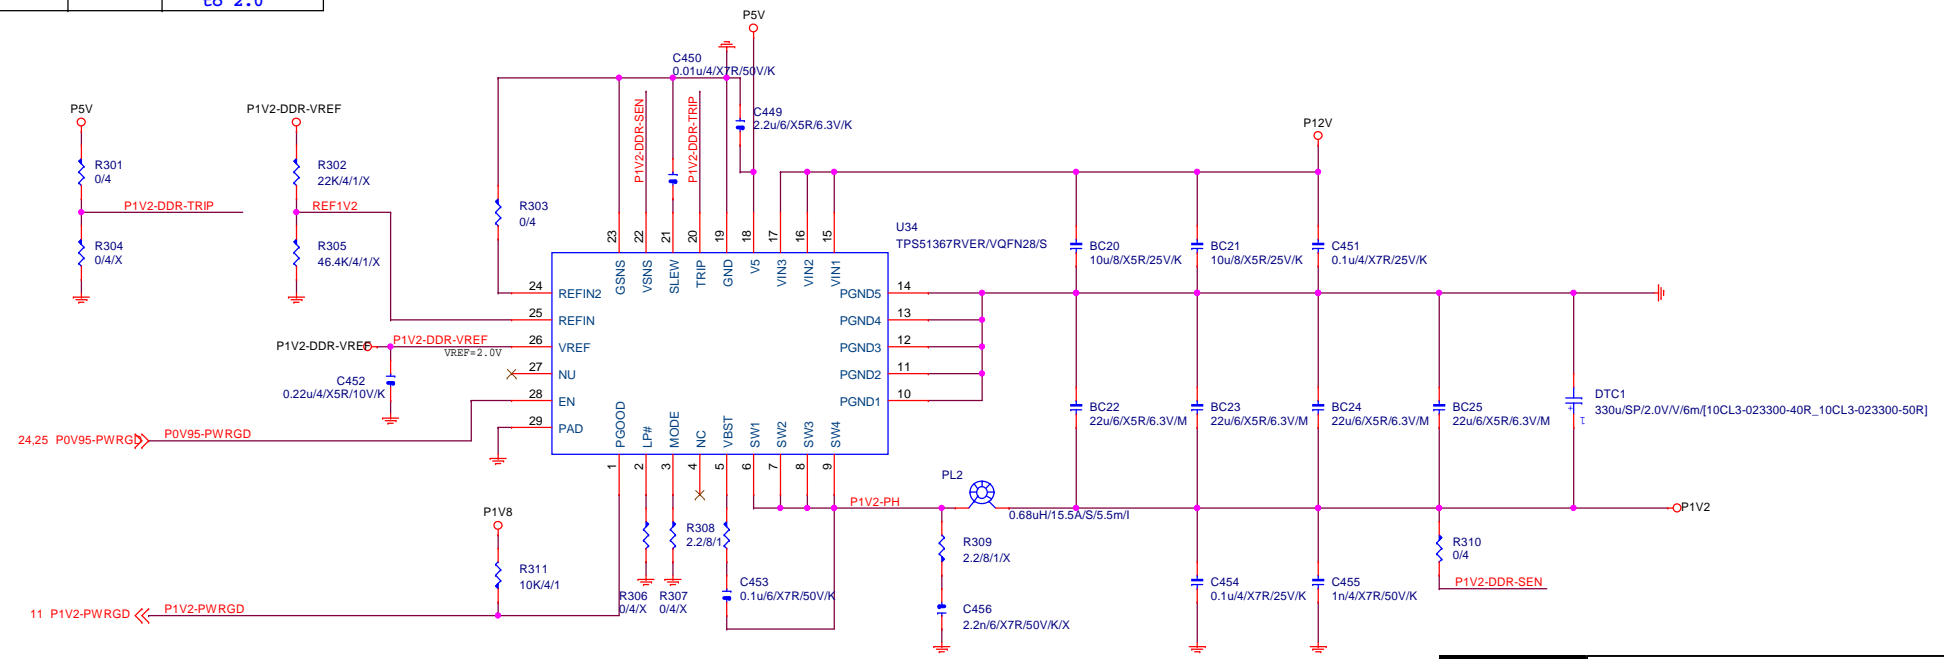 to 2.0
P5V
R301
0/4
P1V2-DDR-TRIP
R304
0/4/X
P1V2-DDR-VREF
R302
22K/4/1/X
REF1V2
R305
46.4K/4/1/X
P5V
C450
0.01u/4/X7R/50V/K
C449
2.2u/6/X5R/6.3V/K
P1V2-DDR-SEN
P1V2-DDR-TRIP
R303
0/4
P12V
U34
TPS51367RVER/VQFN28/S
23
22
21
20
19
18
17
16
15
GSNS
VSNS
SLEW
TRIP
GND
V5
VIN3
VIN2
VIN1
24
REFIN2
25
REFIN
26
VREF
27
NU
28
EN
29
PAD
PGND5
14
PGND4
13
PGND3
12
PGND2
11
PGND1
10
PGOOD
LP#
MODE
NC
VBST
SW1
SW2
SW3
SW4
1
2
3
4
5
6
7
8
9
P1V2-DDR-VREF
P1V2-DDR-VREF
VREF=2.0V
C452
0.22u/4/X5R/10V/K
24,25 P0V95-PWRGD
P0V95-PWRGD
BC20
10u/8/X5R/25V/K
BC21
10u/8/X5R/25V/K
C451
0.1u/4/X7R/25V/K
BC22
22u/6/X5R/6.3V/M
BC23
22u/6/X5R/6.3V/M
BC24
22u/6/X5R/6.3V/M
BC25
22u/6/X5R/6.3V/M
DTC1
330u/SP/2.0V/V/6m/[10CL3-023300-40R_10CL3-023300-50R]
P1V2-PH
PL2
0.68uH/15.5A/S/5.5m/I
P1V2
P1V8
R311
10K/4/1
11 P1V2-PWRGD
P1V2-PWRGD
R306
0/4/X
R307
0/4/X
R308
2.2/8/1
C453
0.1u/6/X7R/50V/K
R309
2.2/8/1/X
C456
2.2n/6/X7R/50V/K/X
C454
0.1u/4/X7R/25V/K
C455
1n/4/X7R/50V/K
R310
0/4
P1V2-DDR-SEN